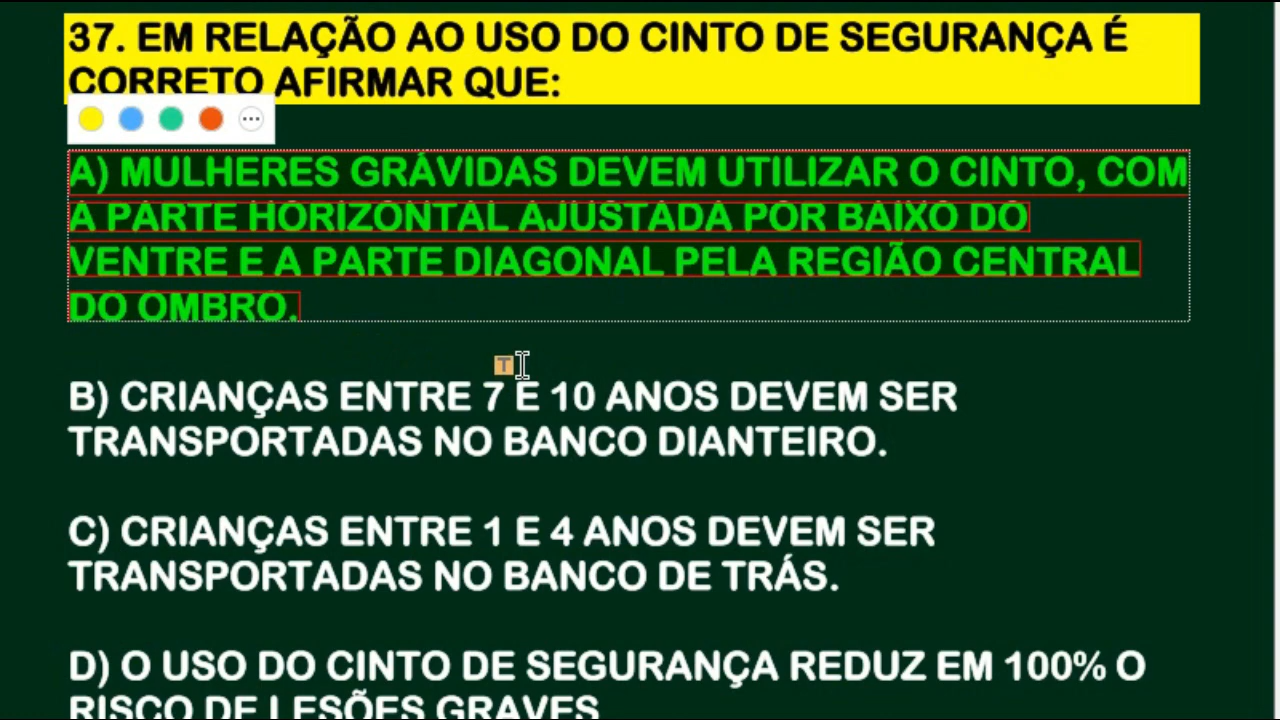 37. EM RELAÇÃO AO USO DO CINTO DE SEGURANÇA É
CORRETO AFIRMAR QUE:
A) MULHERES GRÁVIDAS DEVEM UTILIZAR O CINTO, COM
A PARTE HORIZONTAL AJUSTADA POR BAIXO DO
VENTRE E A PARTE DIAGONAL PELA REGIÃO CENTRAL
DO OMBRO.
T
B) CRIANÇAS ENTRE 7 E 10 ANOS DEVEM SER
TRANSPORTADAS NO BANCO DIANTEIRO.
C) CRIANÇAS ENTRE 1 E 4 ANOS DEVEM SER
TRANSPORTADAS NO BANCO DE TRÁS.
D) O USO DO CINTO DE SEGURANÇA REDUZ EM 100% O
RISCO DE LESÕES GRAVES